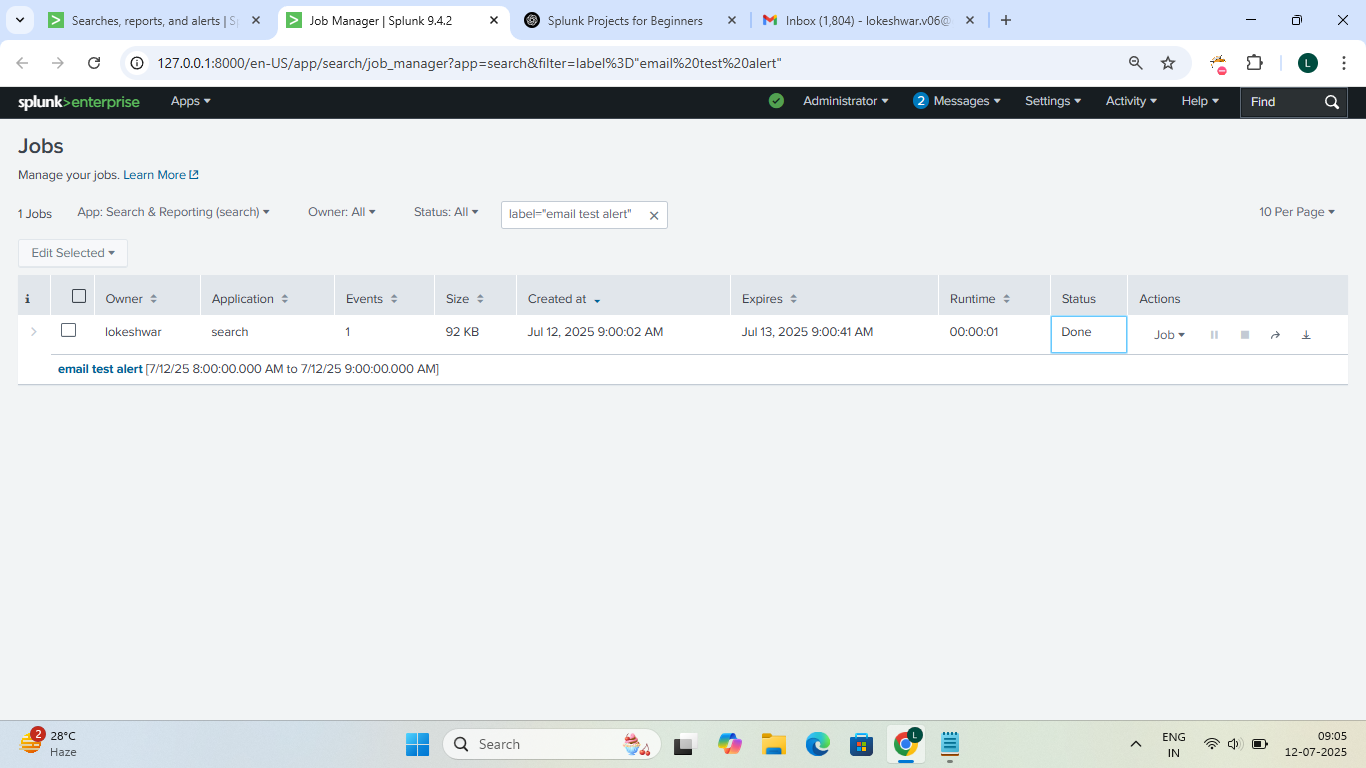 Searches, reports, and alerts | S
Job Manager | Splunk 9.4.2
Splunk Projects for Beginners
Inbox (1,804) - lokeshwar.v06@
127.0.0.1:8000/en-US/app/search/job_manager?app=search&filter=label%3D"email%20test%20alert"
L
splunk>enterprise
Apps
Administrator
2 Messages
Settings
Activity
Help
Find
Jobs
Manage your jobs. Learn More
1 Jobs
App: Search & Reporting (search)
Owner: All
Status: All
label="email test alert"
10 Per Page
Edit Selected
i Owner Application Events Size Created at Expires Runtime Status Actions
lokeshwar search 1 92 KB Jul 12, 2025 9:00:02 AM Jul 13, 2025 9:00:41 AM 00:00:01 Done Job
email test alert [7/12/25 8:00:00.000 AM to 7/12/25 9:00:00.000 AM]
2
28°C
Haze
Search
L
ENG
IN
09:05
12-07-2025